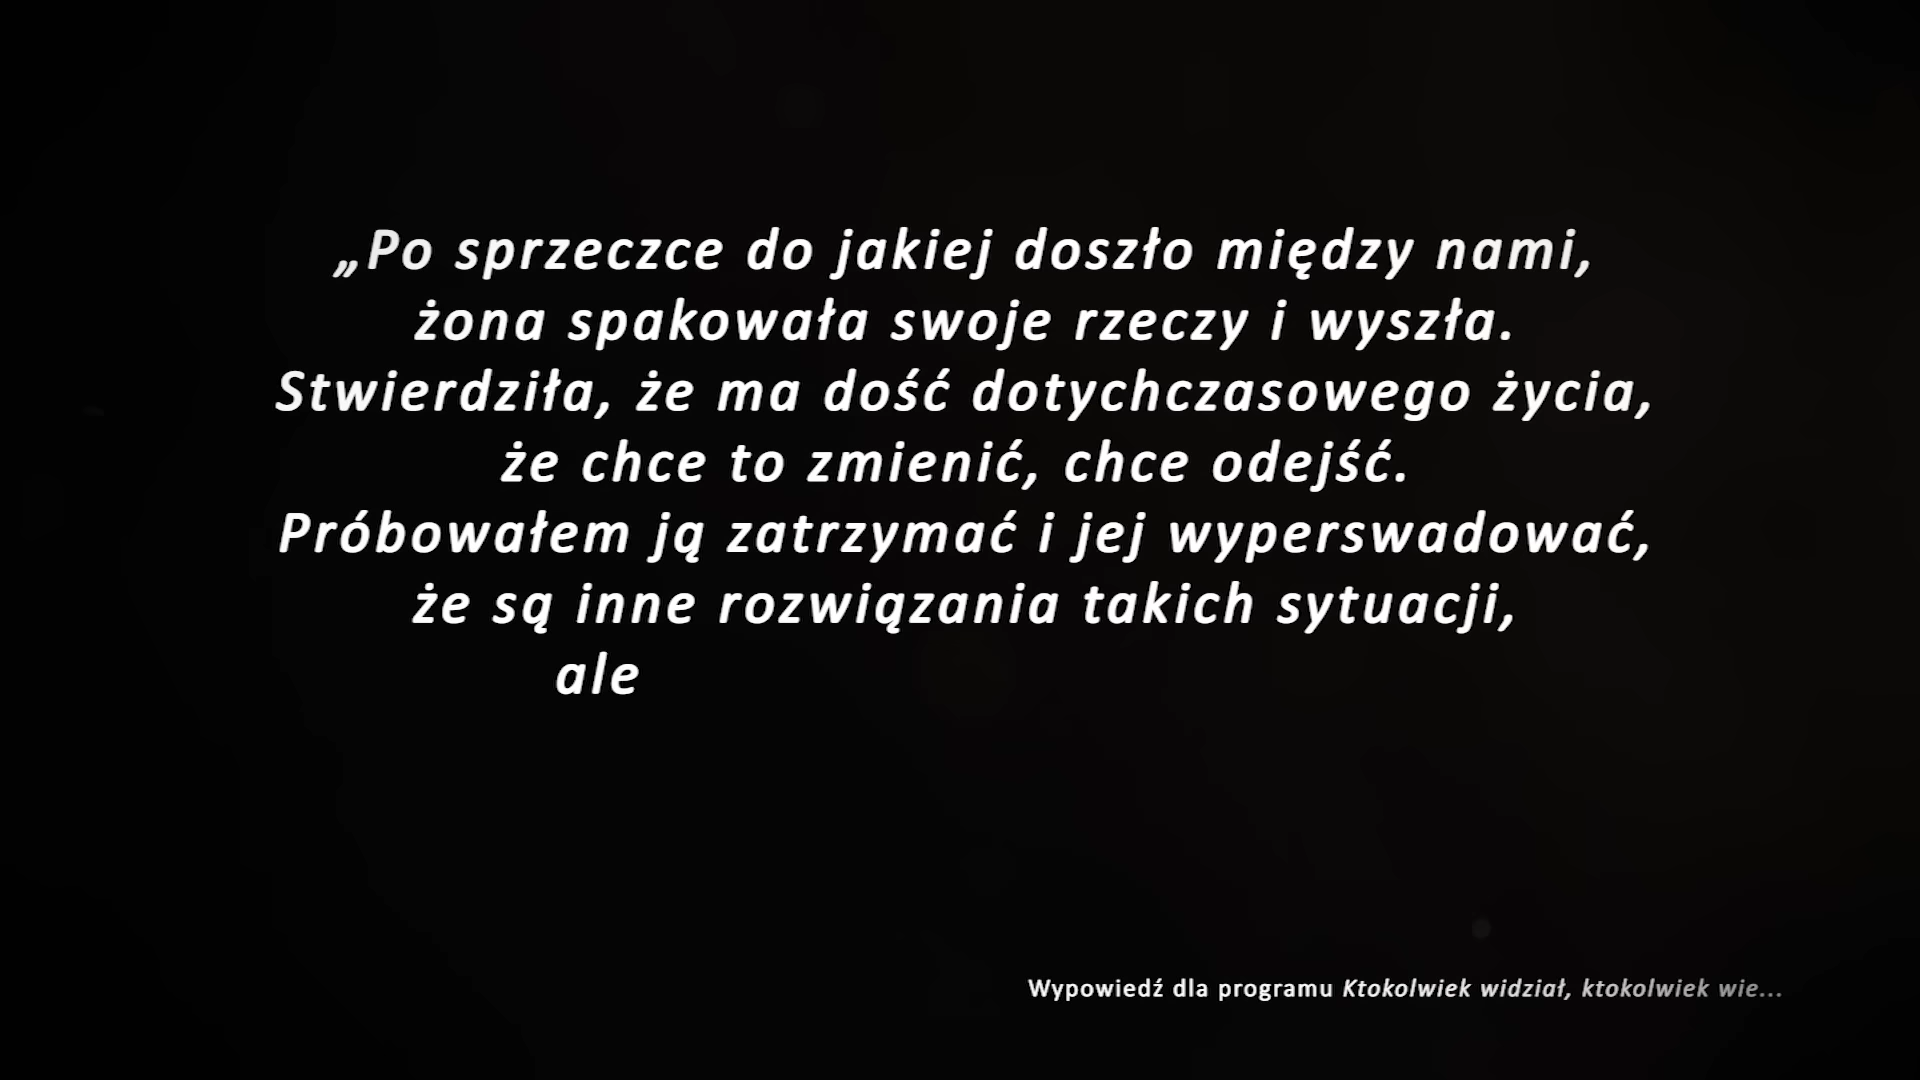 „Po sprzeczce do jakiej doszło między nami,
żona spakowała swoje rzeczy i wyszła.
Stwierdziła, że ma dość dotychczasowego życia,
że chce to zmienić, chce odejść.
Próbowałem ją zatrzymać i jej wyperswadować,
że są inne rozwiązania takich sytuacji,
ale
Wypowiedź dla programu Ktokolwiek widział, ktokolwiek wie...